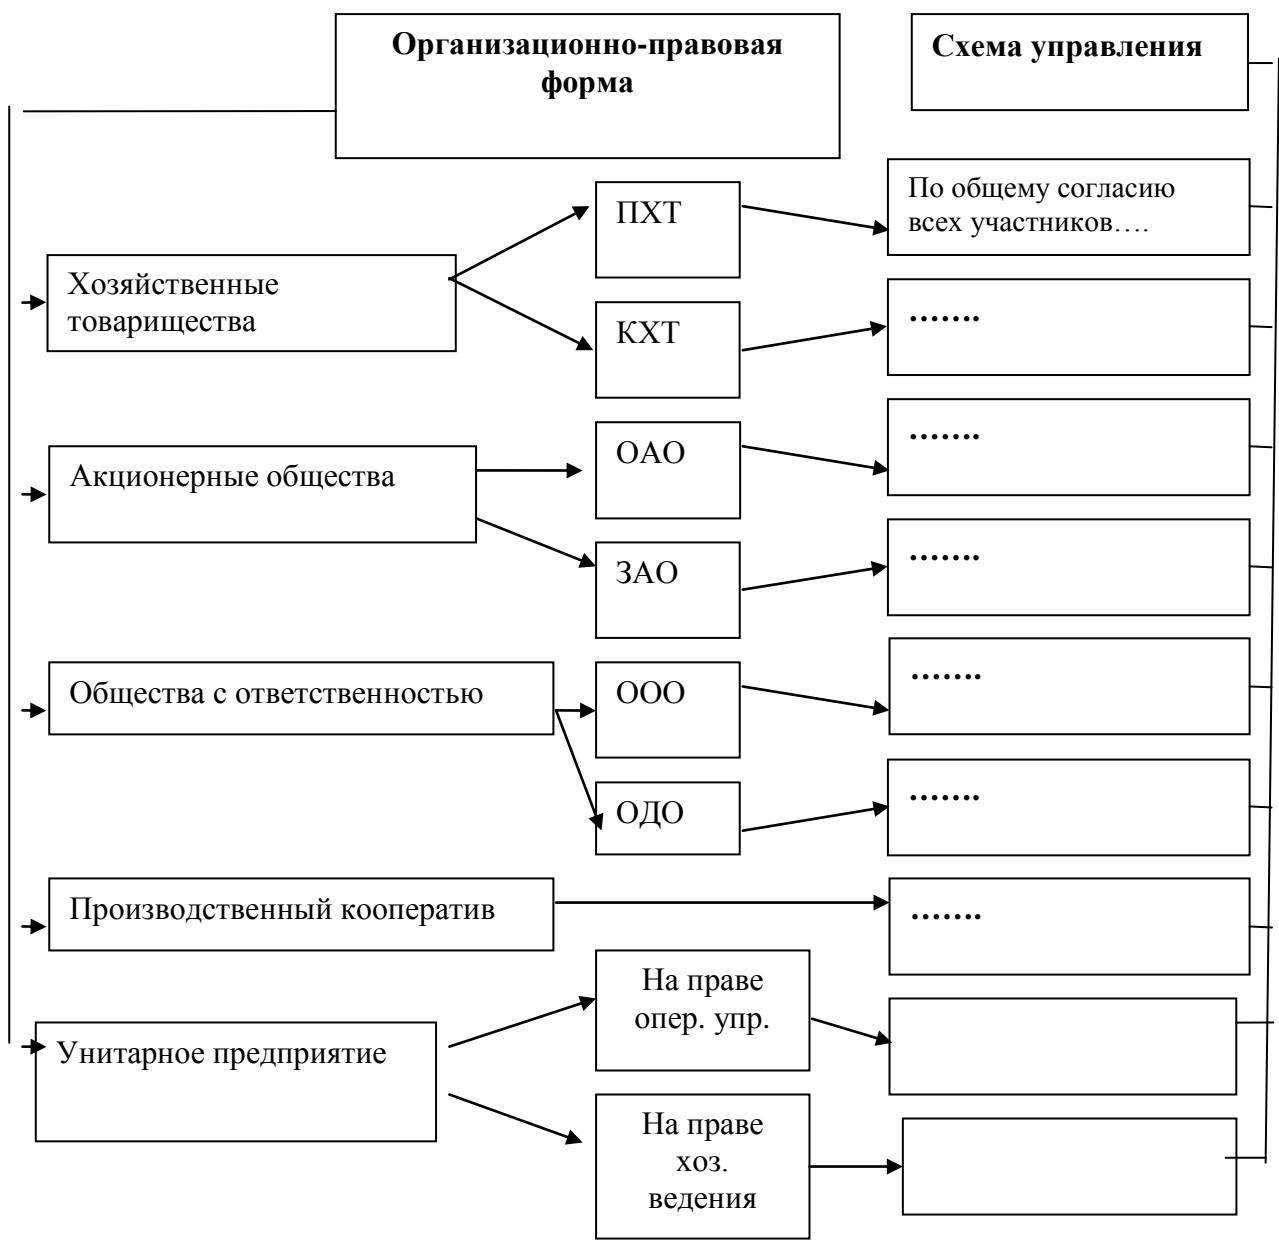 Организационно-правовая
форма
Схема управления
По общему согласию
всех участников….
ПХТ
Хозяйственные
товарищества
КХТ
…….
ОАО
…….
Акционерные общества
ЗАО
…….
Общества с ответственностью
ООО
…….
ОДО
…….
Производственный кооператив
…….
На праве
опер. упр.
Унитарное предприятие
На праве
хоз.
ведения